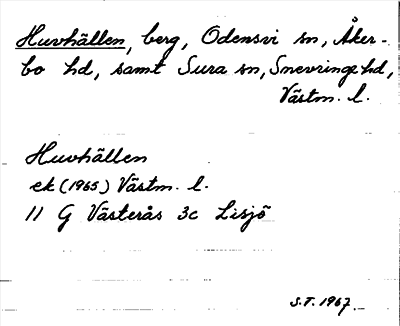 Huvhällen, berg, Odensvi sn, Åker-
bo hd, samt Sura sn, Snevringe hd,
Västm. l.
Huvhällen
ek (1965) Västm. l.
11 G Västerås 3c Lisjö
S.T. 1967.